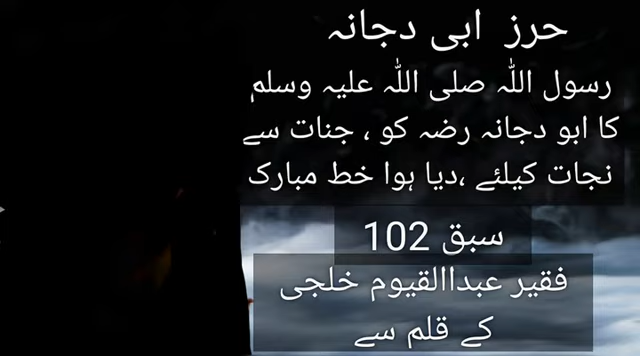 حرز ابی دجانہ
رسول اللہ صلی اللہ علیہ وسلم
کا ابو دجانہ رضہ کو ، جنات سے
نجات کیلئے ،دیا ہوا خط مبارک
سبق 102
فقیر عبداالقیوم خلجی
کے قلم سے